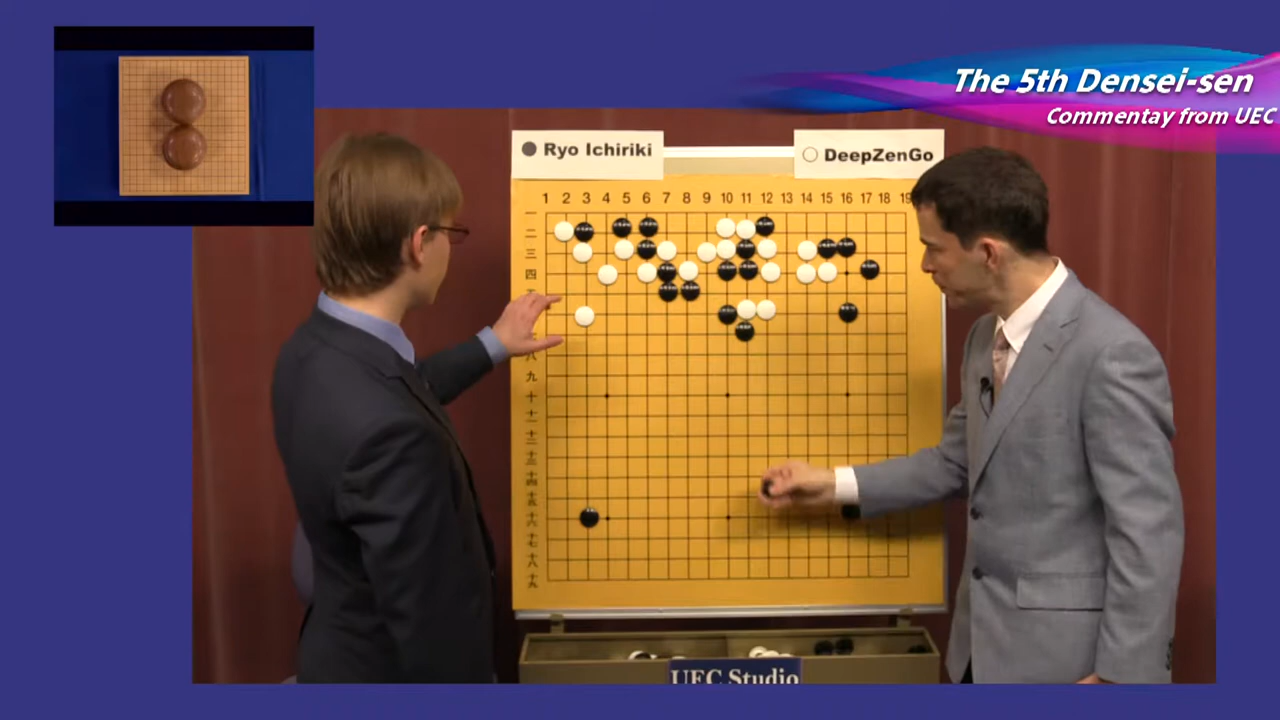 The 5th Densei-sen
Commentay from UEC
Ryo Ichiriki
DeepZenGo
1 2 3 4 5 6 7 8 9 10 11 12 13 14 15 16 17 18 19
一
二
三
四
八
九
十
十一
十二
十三
十四
十五
十六
十七
十八
十九
UEC Studio